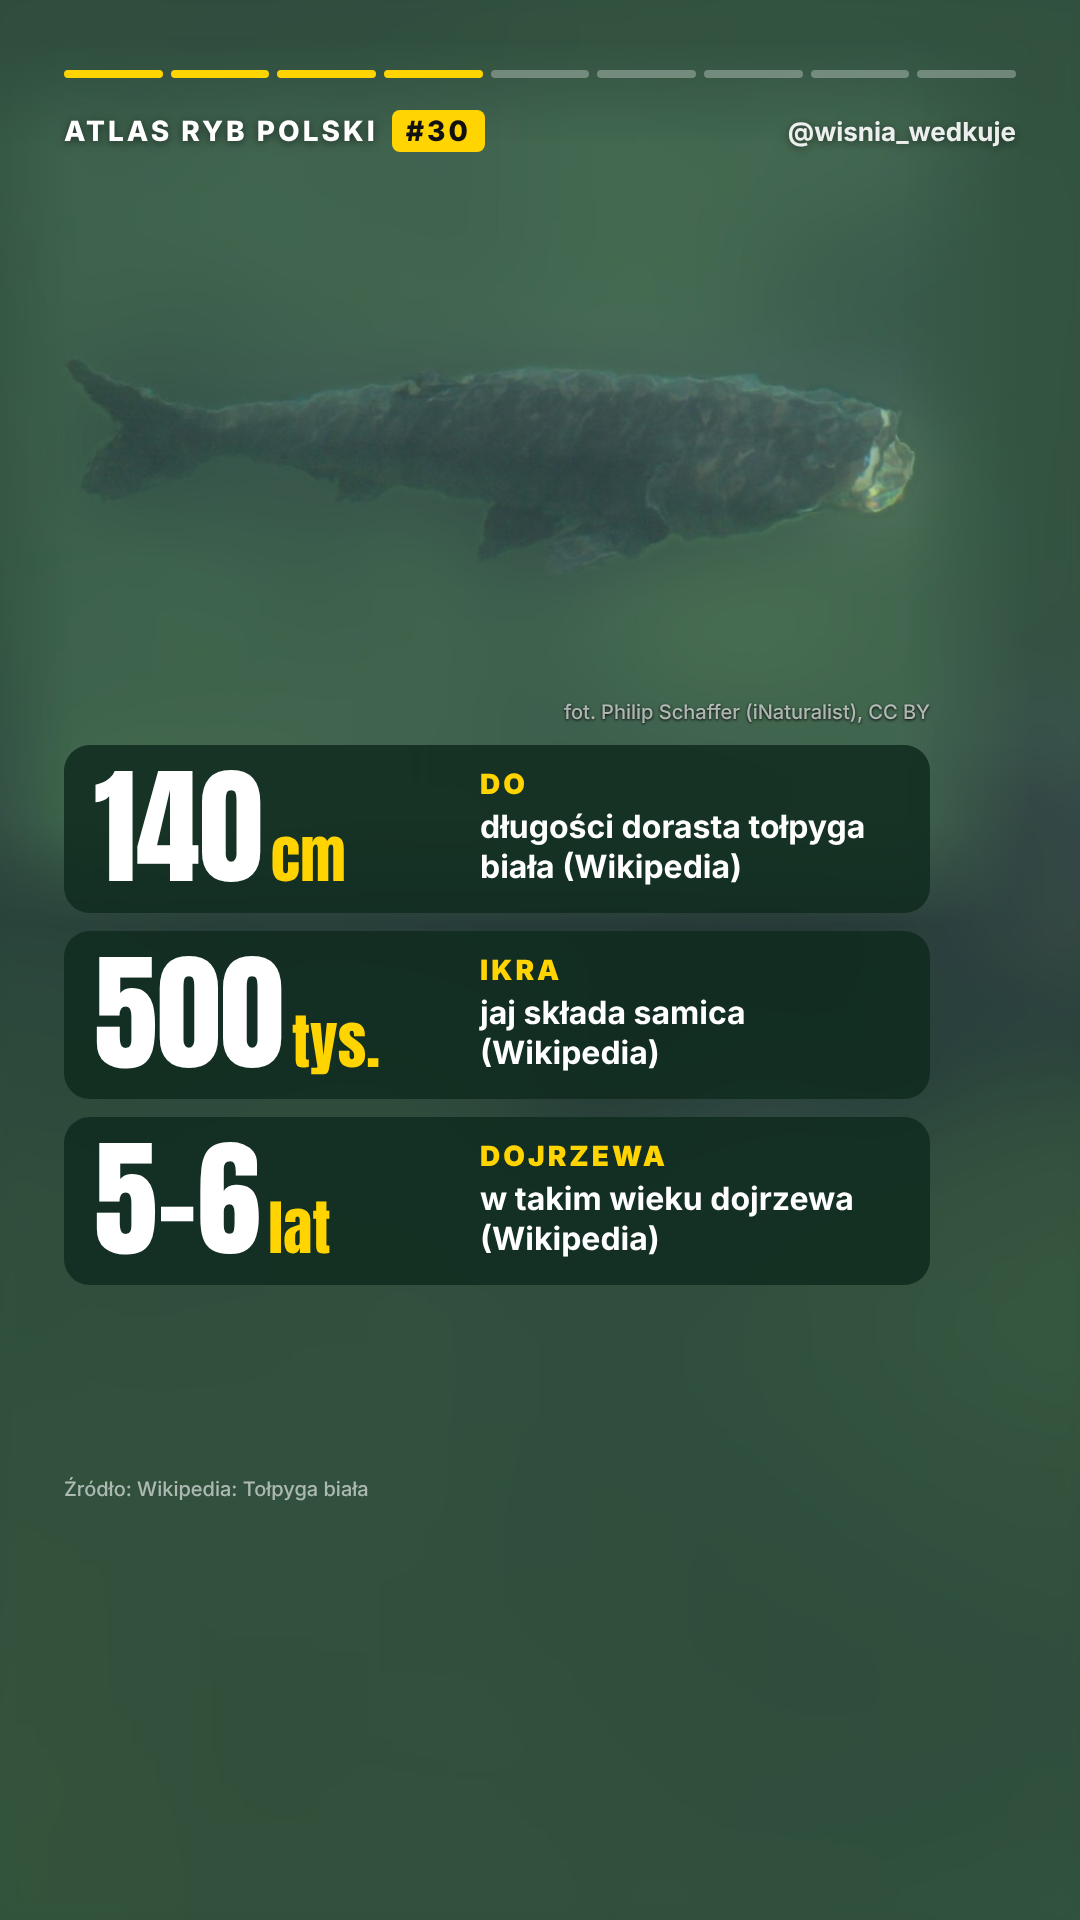 ATLAS RYB POLSKI #30
@wisnia_wedkuje
fot. Philip Schaffer (iNaturalist), CC BY
140 cm
DO
długości dorasta tołpyga
biała (Wikipedia)
500 tys.
IKRA
jaj składa samica
(Wikipedia)
5-6 lat
DOJRZEWA
w takim wieku dojrzewa
(Wikipedia)
Źródło: Wikipedia: Tołpyga biała